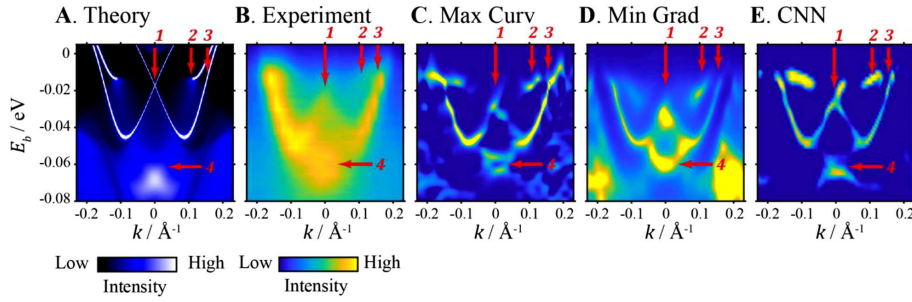 A. Theory B. Experiment C. Max Curv D. Min Grad E. CNN
1 2 3 1 2 3 1 2 3 1 2 3 1 2 3
0
-0.02
-0.04
-0.06
-0.08
E_b / eV
4 4 4 4 4
-0.2 -0.1 0 0.1 0.2 -0.2 -0.1 0 0.1 0.2 -0.2 -0.1 0 0.1 0.2 -0.2 -0.1 0 0.1 0.2 -0.2 -0.1 0 0.1 0.2
k / Å⁻¹ k / Å⁻¹ k / Å⁻¹ k / Å⁻¹ k / Å⁻¹
Low High Low High
Intensity Intensity